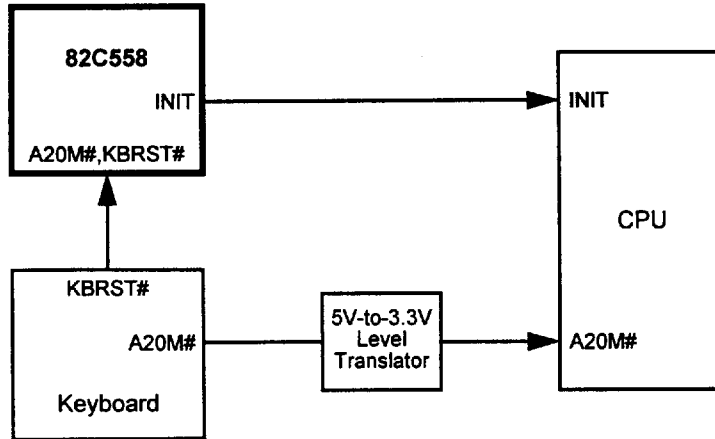 82C558
INIT
A20M#,KBRST#
INIT
CPU
A20M#
KBRST#
A20M#
Keyboard
5V-to-3.3V
Level
Translator